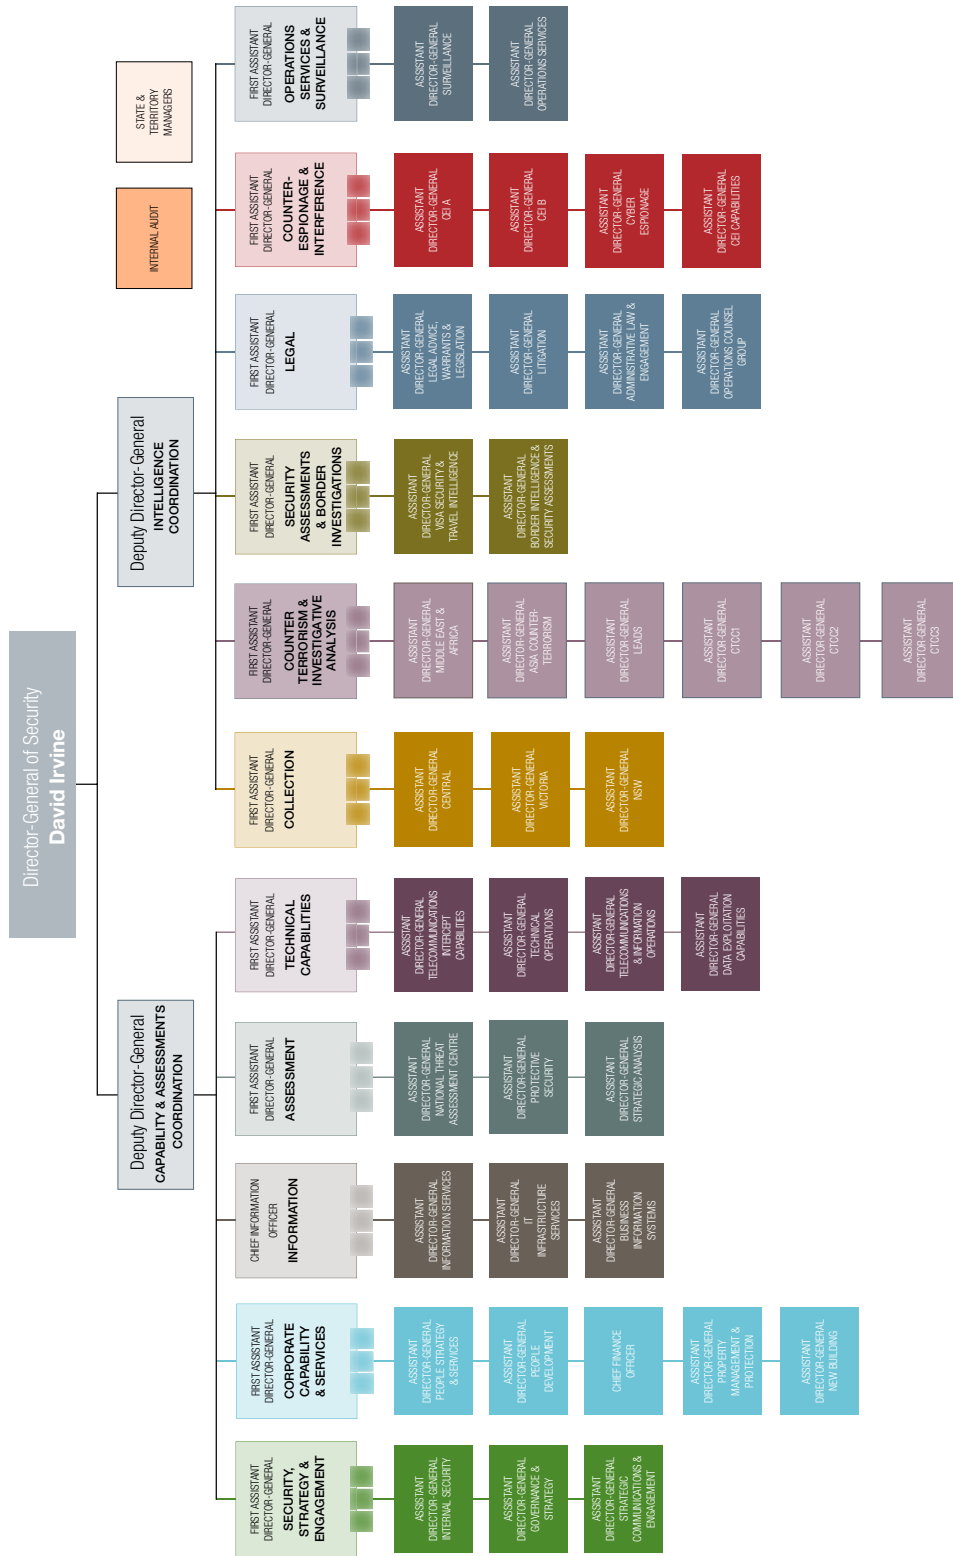 Director-General of Security
David Irvine
Deputy Director-General
CAPABILITY & ASSESSMENTS
COORDINATION
Deputy Director-General
INTELLIGENCE
COORDINATION
INTERNAL AUDIT
STATE &
TERRITORY
MANAGERS
FIRST ASSISTANT
DIRECTOR-GENERAL
SECURITY,
STRATEGY &
ENGAGEMENT
ASSISTANT
DIRECTOR-GENERAL
INTERNAL SECURITY
ASSISTANT
DIRECTOR-GENERAL
GOVERNANCE &
STRATEGY
ASSISTANT
DIRECTOR-GENERAL
STRATEGIC
COMMUNICATIONS &
ENGAGEMENT
FIRST ASSISTANT
DIRECTOR-GENERAL
CORPORATE
CAPABILITY
& SERVICES
ASSISTANT
DIRECTOR-GENERAL
PEOPLE STRATEGY
& SERVICES
ASSISTANT
DIRECTOR-GENERAL
PEOPLE
DEVELOPMENT
CHIEF FINANCE
OFFICER
ASSISTANT
DIRECTOR-GENERAL
PROPERTY
MANAGEMENT &
PROTECTION
ASSISTANT
DIRECTOR-GENERAL
NEW BUILDING
CHIEF INFORMATION
OFFICER
INFORMATION
ASSISTANT
DIRECTOR-GENERAL
INFORMATION SERVICES
ASSISTANT
DIRECTOR-GENERAL
IT
INFRASTRUCTURE
SERVICES
ASSISTANT
DIRECTOR-GENERAL
BUSINESS
INFORMATION
SYSTEMS
FIRST ASSISTANT
DIRECTOR-GENERAL
ASSESSMENT
ASSISTANT
DIRECTOR-GENERAL
NATIONAL THREAT
ASSESSMENT CENTRE
ASSISTANT
DIRECTOR-GENERAL
PROTECTIVE
SECURITY
ASSISTANT
DIRECTOR-GENERAL
STRATEGIC ANALYSIS
FIRST ASSISTANT
DIRECTOR-GENERAL
TECHNICAL
CAPABILITIES
ASSISTANT
DIRECTOR-GENERAL
TELECOMMUNICATIONS
INTERCEPT
CAPABILITIES
ASSISTANT
DIRECTOR-GENERAL
TECHNICAL
OPERATIONS
ASSISTANT
DIRECTOR-GENERAL
TELECOMMUNICATIONS
& INFORMATION
OPERATIONS
ASSISTANT
DIRECTOR-GENERAL
DATA EXPLOITATION
CAPABILITIES
FIRST ASSISTANT
DIRECTOR-GENERAL
COLLECTION
ASSISTANT
DIRECTOR-GENERAL
CENTRAL
ASSISTANT
DIRECTOR-GENERAL
VICTORIA
ASSISTANT
DIRECTOR-GENERAL
NSW
FIRST ASSISTANT
DIRECTOR-GENERAL
COUNTER
TERRORISM &
INVESTIGATIVE
ANALYSIS
ASSISTANT
DIRECTOR-GENERAL
MIDDLE EAST &
AFRICA
ASSISTANT
DIRECTOR-GENERAL
ASIA COUNTER-
TERRORISM
ASSISTANT
DIRECTOR-GENERAL
LEADS
ASSISTANT
DIRECTOR-GENERAL
CTCC1
ASSISTANT
DIRECTOR-GENERAL
CTCC2
ASSISTANT
DIRECTOR-GENERAL
CTCC3
FIRST ASSISTANT
DIRECTOR-GENERAL
SECURITY
ASSESSMENTS
& BORDER
INVESTIGATIONS
ASSISTANT
DIRECTOR-GENERAL
VISA SECURITY &
TRAVEL INTELLIGENCE
ASSISTANT
DIRECTOR-GENERAL
BORDER INTELLIGENCE &
SECURITY ASSESSMENTS
FIRST ASSISTANT
DIRECTOR-GENERAL
LEGAL
ASSISTANT
DIRECTOR-GENERAL
LEGAL ADVICE,
WARRANTS &
LEGISLATION
ASSISTANT
DIRECTOR-GENERAL
LITIGATION
ASSISTANT
DIRECTOR-GENERAL
ADMINISTRATIVE LAW &
ENGAGEMENT
ASSISTANT
DIRECTOR-GENERAL
OPERATIONS COUNSEL
GROUP
FIRST ASSISTANT
DIRECTOR-GENERAL
COUNTER-
ESPIONAGE &
INTERFERENCE
ASSISTANT
DIRECTOR-GENERAL
CEI A
ASSISTANT
DIRECTOR-GENERAL
CEI B
ASSISTANT
DIRECTOR-GENERAL
CYBER
ESPIONAGE
ASSISTANT
DIRECTOR-GENERAL
CEI CAPABILITIES
FIRST ASSISTANT
DIRECTOR-GENERAL
OPERATIONS
SERVICES &
SURVEILLANCE
ASSISTANT
DIRECTOR-GENERAL
SURVEILLANCE
ASSISTANT
DIRECTOR-GENERAL
OPERATIONS SERVICES